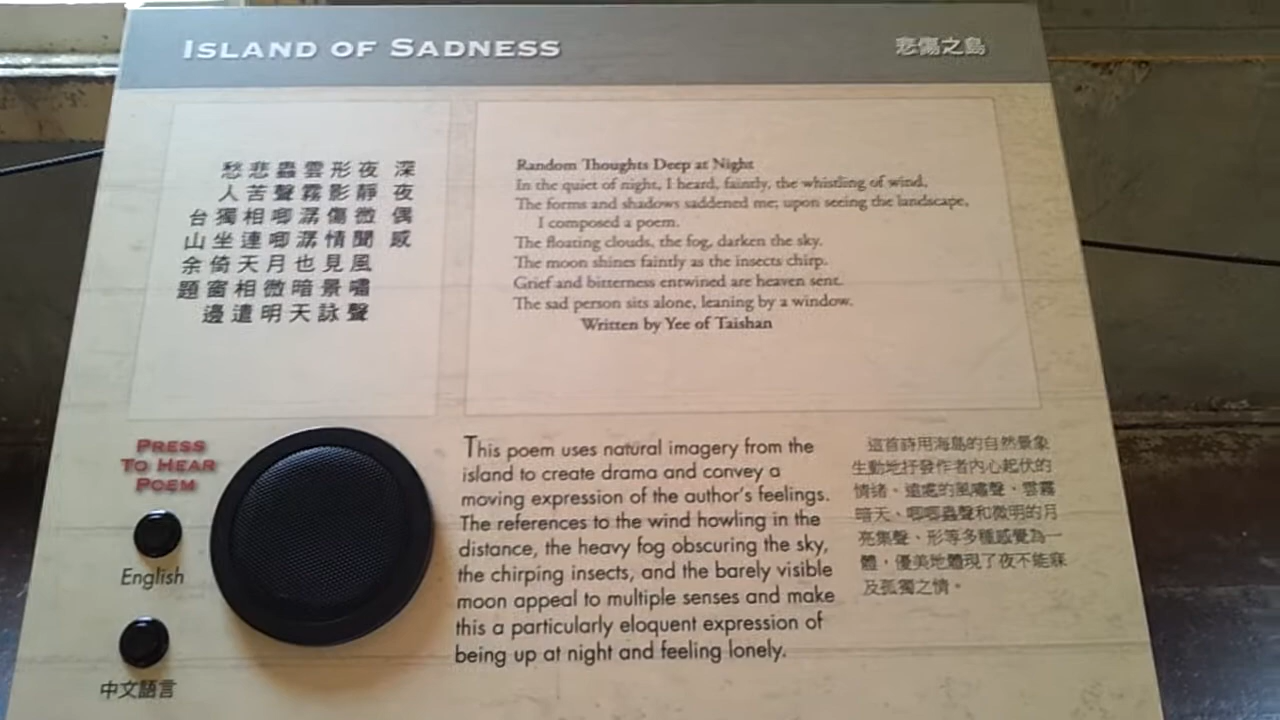 ISLAND OF SADNESS
悲傷之島
深夜偶感
夜靜微聞風嘯聲
形影傷情見景詠
雲霧潺潺也暗天
蟲聲唧唧月微明
悲苦相連天相遣
愁人獨坐倚窗邊
台山余題
Random Thoughts Deep at Night
In the quiet of night, I heard, faintly, the whistling of wind,
The forms and shadows saddened me; upon seeing the landscape,
I composed a poem.
The floating clouds, the fog, darken the sky.
The moon shines faintly as the insects chirp.
Grief and bitterness entwined are heaven sent.
The sad person sits alone, leaning by a window.
Written by Yee of Taishan
PRESS
TO HEAR
POEM
English
中文語言
This poem uses natural imagery from the
island to create drama and convey a
moving expression of the author's feelings.
The references to the wind howling in the
distance, the heavy fog obscuring the sky,
the chirping insects, and the barely visible
moon appeal to multiple senses and make
this a particularly eloquent expression of
being up at night and feeling lonely.
這首詩用海島的自然景象
生動地抒發作者內心起伏的
情緒。遠處的風嘯聲、雲霧
暗天、唧唧蟲聲和微明的月
亮集聲、形等多種感覺為一
體，優美地體現了夜不能寐
及孤獨之情。